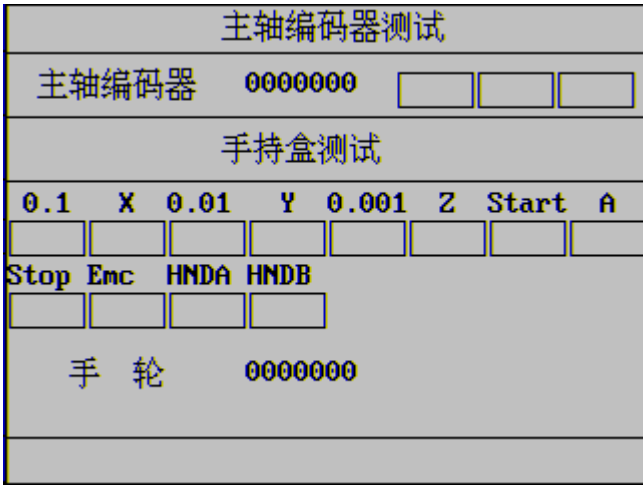 主轴编码器测试
主轴编码器 0000000
手持盒测试
0.1 X 0.01 Y 0.001 Z Start A
Stop Emc HNDA HNDB
手 轮 0000000